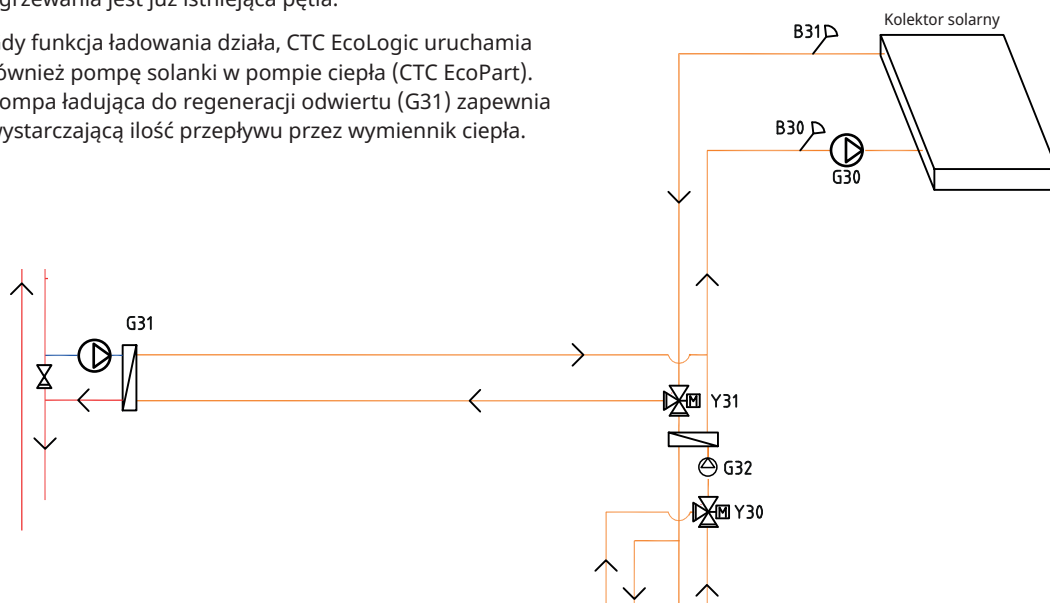 grzewania jest już istniejąca pętla.
dy funkcja ładowania działa, CTC EcoLogic uruchamia
ównież pompę solanki w pompie ciepła (CTC EcoPart).
ompa ładująca do regeneracji odwiertu (G31) zapewnia
wystarczającą ilość przepływu przez wymiennik ciepła.
Kolektor solarny
B31
B30
G30
G31
M Y31
G32
M Y30